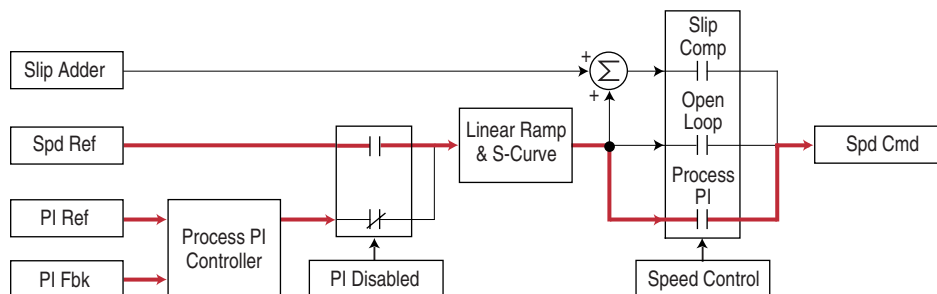 Slip Adder
Spd Ref
PI Ref
PI Fbk
Process PI
Controller
PI Disabled
Linear Ramp
& S-Curve
+
+
Σ
Slip
Comp
Open
Loop
Process
PI
Speed Control
Spd Cmd